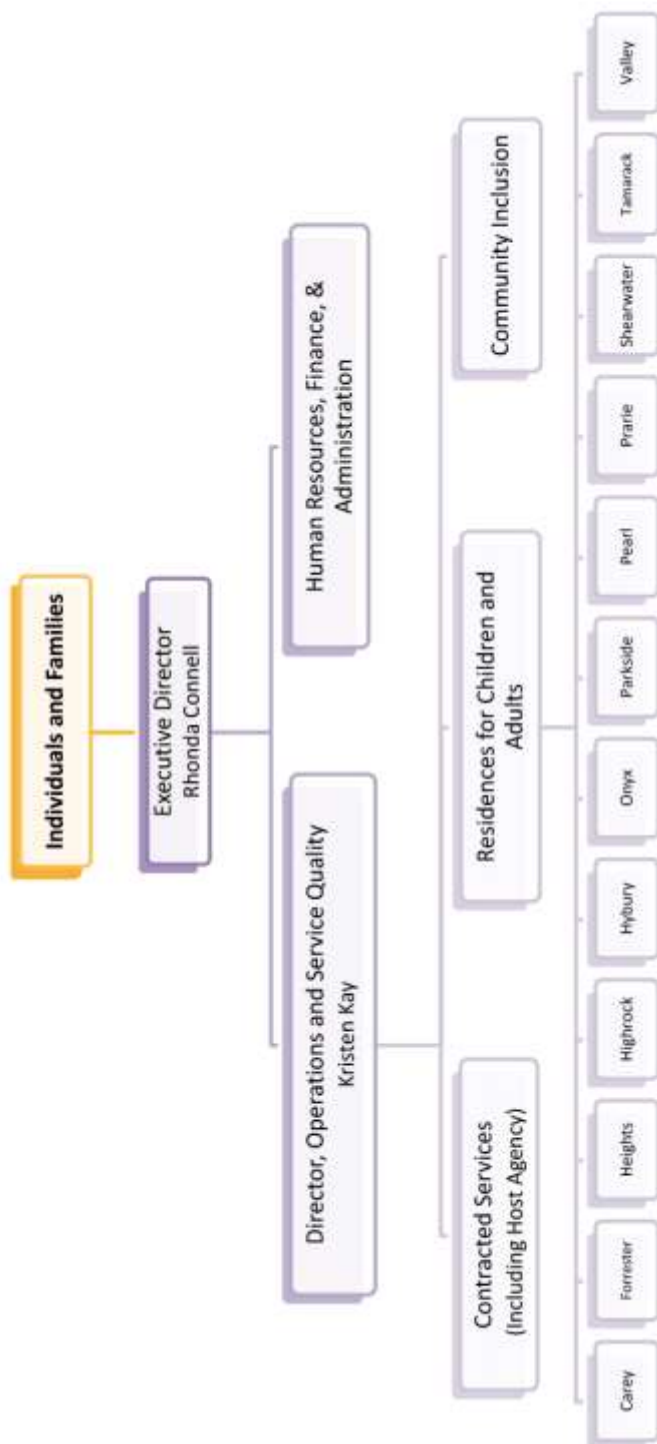 Individuals and Families
Executive Director
Rhonda Connell
Director, Operations and Service Quality
Kristen Kay
Human Resources, Finance, &
Administration
Contracted Services
(Including Host Agency)
Residences for Children and
Adults
Community Inclusion
Carey
Forrester
Heights
Highrock
Hybury
Onyx
Parkside
Pearl
Prarie
Shearwater
Tamarack
Valley